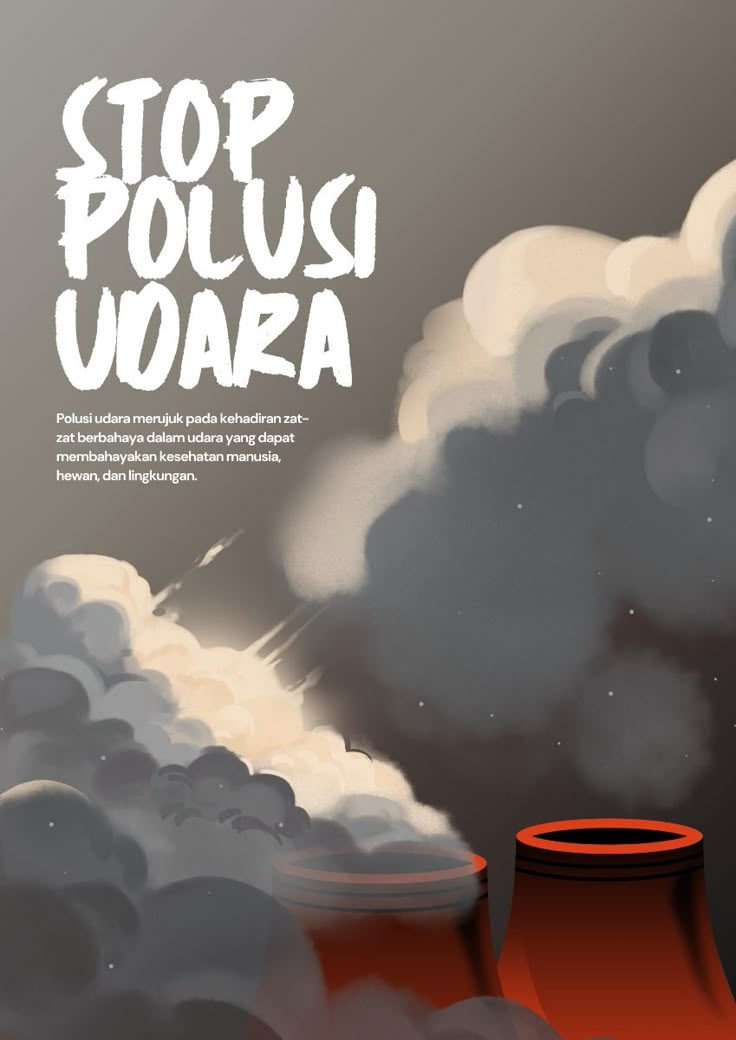 STOP
POLUSI
UDARA
Polusi udara merujuk pada kehadiran zat-
zat berbahaya dalam udara yang dapat
membahayakan kesehatan manusia,
hewan, dan lingkungan.